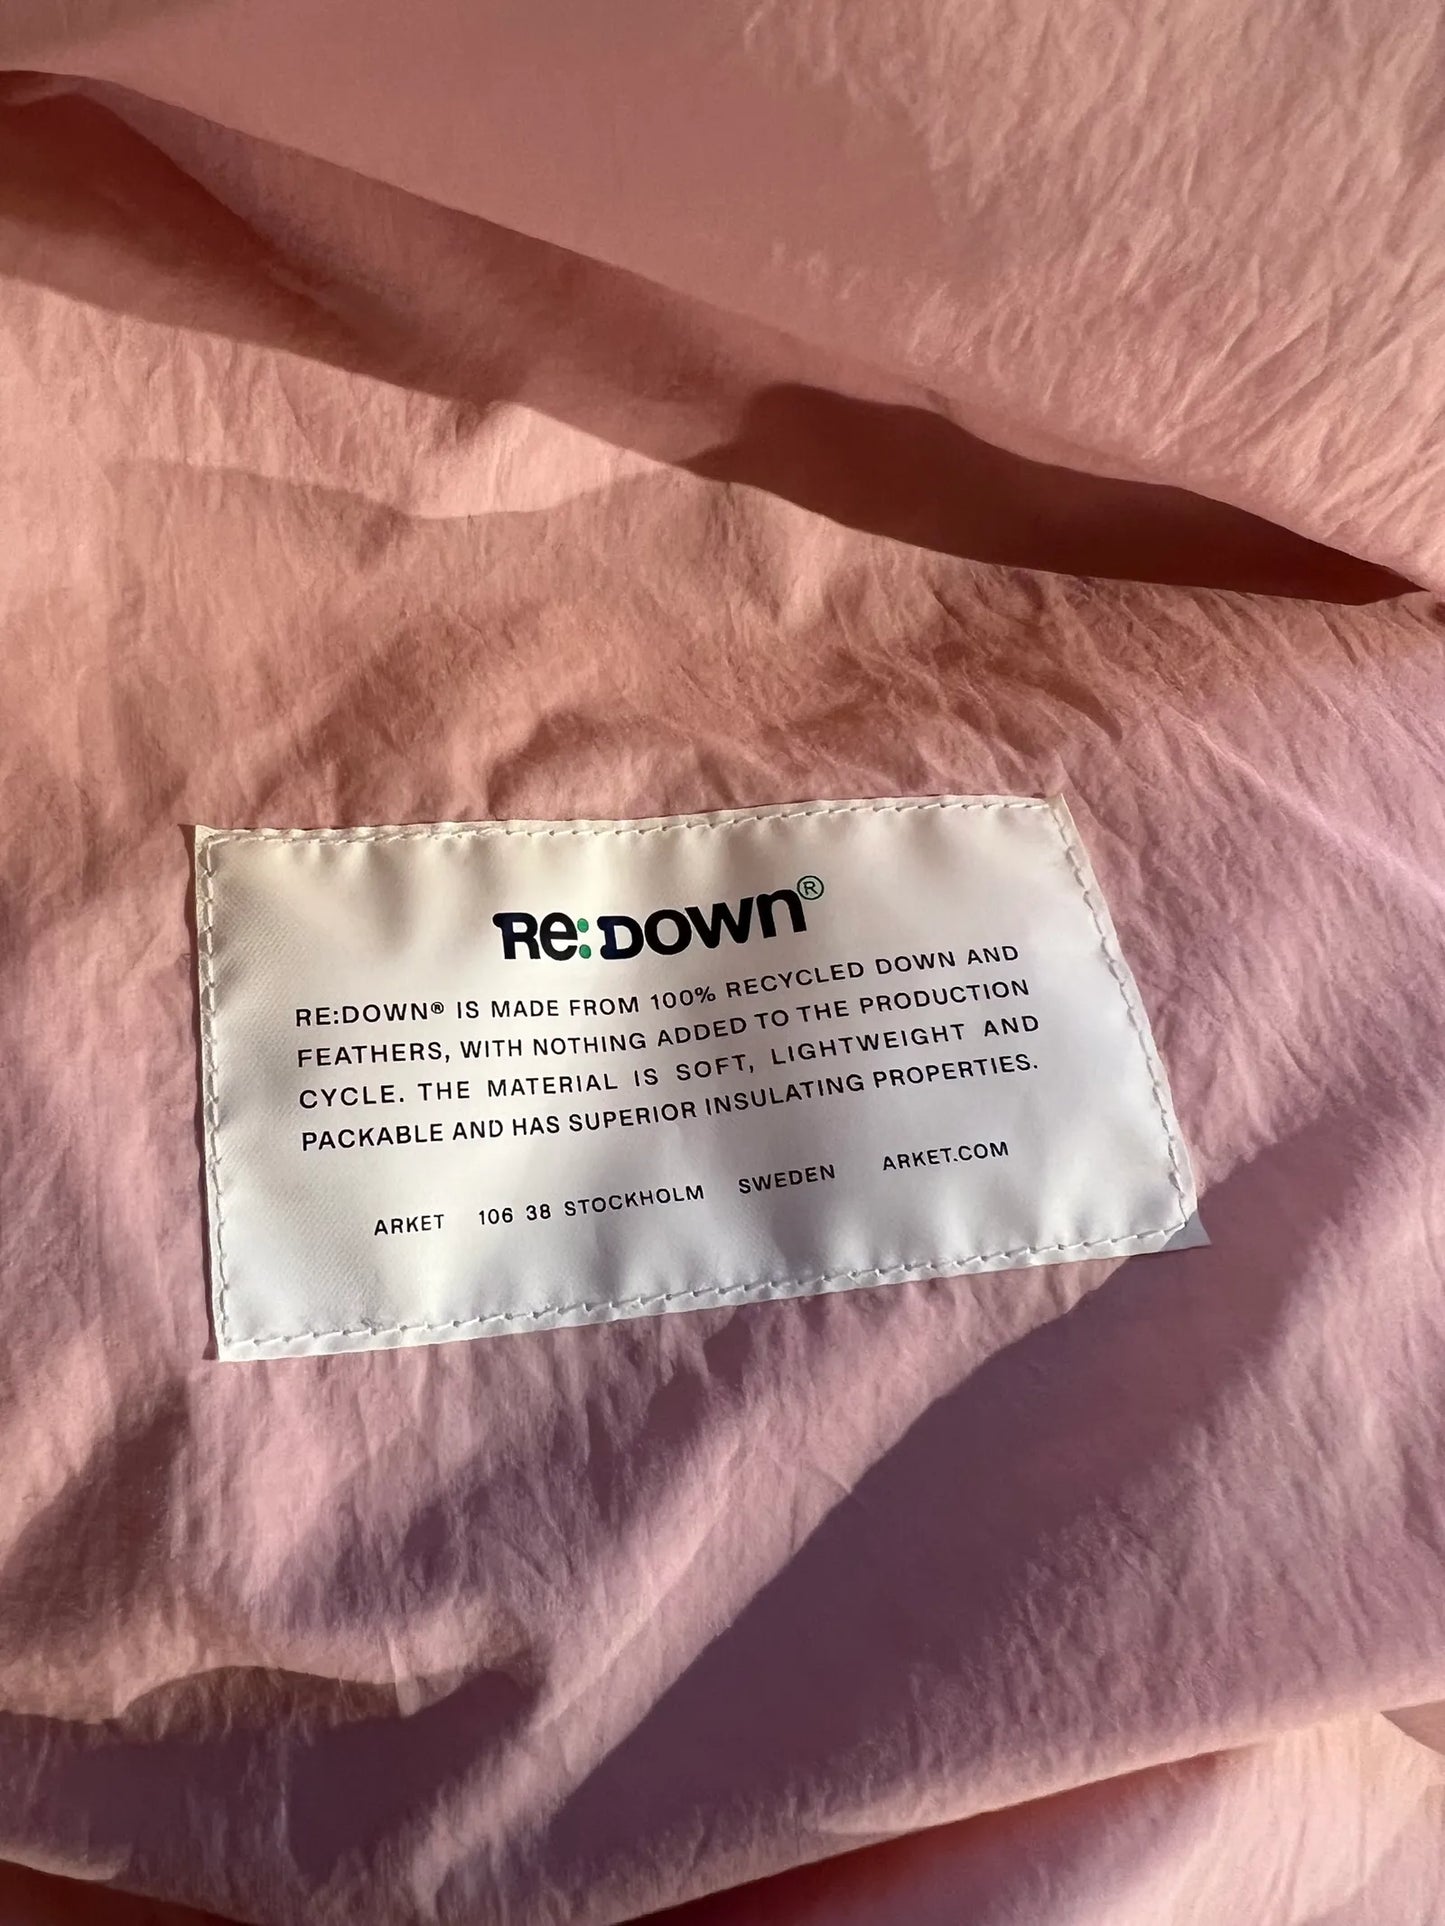 Re:Down®
RE:DOWN® IS MADE FROM 100% RECYCLED DOWN AND
FEATHERS, WITH NOTHING ADDED TO THE PRODUCTION
CYCLE. THE MATERIAL IS SOFT, LIGHTWEIGHT AND
PACKABLE AND HAS SUPERIOR INSULATING PROPERTIES.
ARKET 106 38 STOCKHOLM SWEDEN ARKET.COM